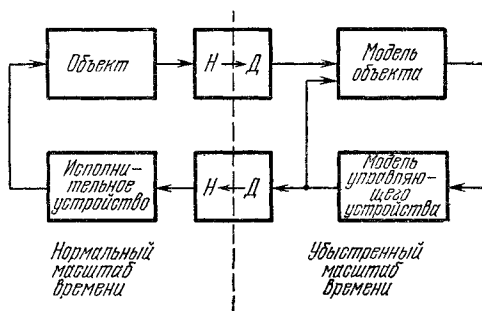 Объект
Н → Д
Модель
объекта
Исполни-
тельное
устройство
Н ← Д
Модель
управляю-
щего
устройства
Нормальный
масштаб
времени
Убыстренный
масштаб
времени